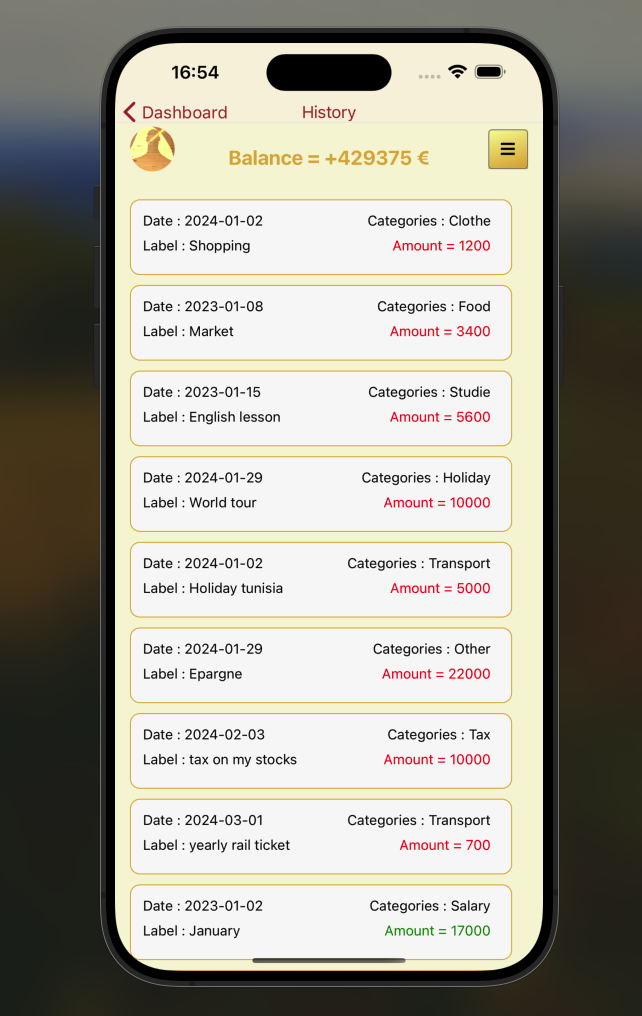 16:54
Dashboard
History
Balance = +429375 €
Date : 2024-01-02 Categories : Clothe
Label : Shopping Amount = 1200
Date : 2023-01-08 Categories : Food
Label : Market Amount = 3400
Date : 2023-01-15 Categories : Studie
Label : English lesson Amount = 5600
Date : 2024-01-29 Categories : Holiday
Label : World tour Amount = 10000
Date : 2024-01-02 Categories : Transport
Label : Holiday tunisia Amount = 5000
Date : 2024-01-29 Categories : Other
Label : Epargne Amount = 22000
Date : 2024-02-03 Categories : Tax
Label : tax on my stocks Amount = 10000
Date : 2024-03-01 Categories : Transport
Label : yearly rail ticket Amount = 700
Date : 2023-01-02 Categories : Salary
Label : January Amount = 17000